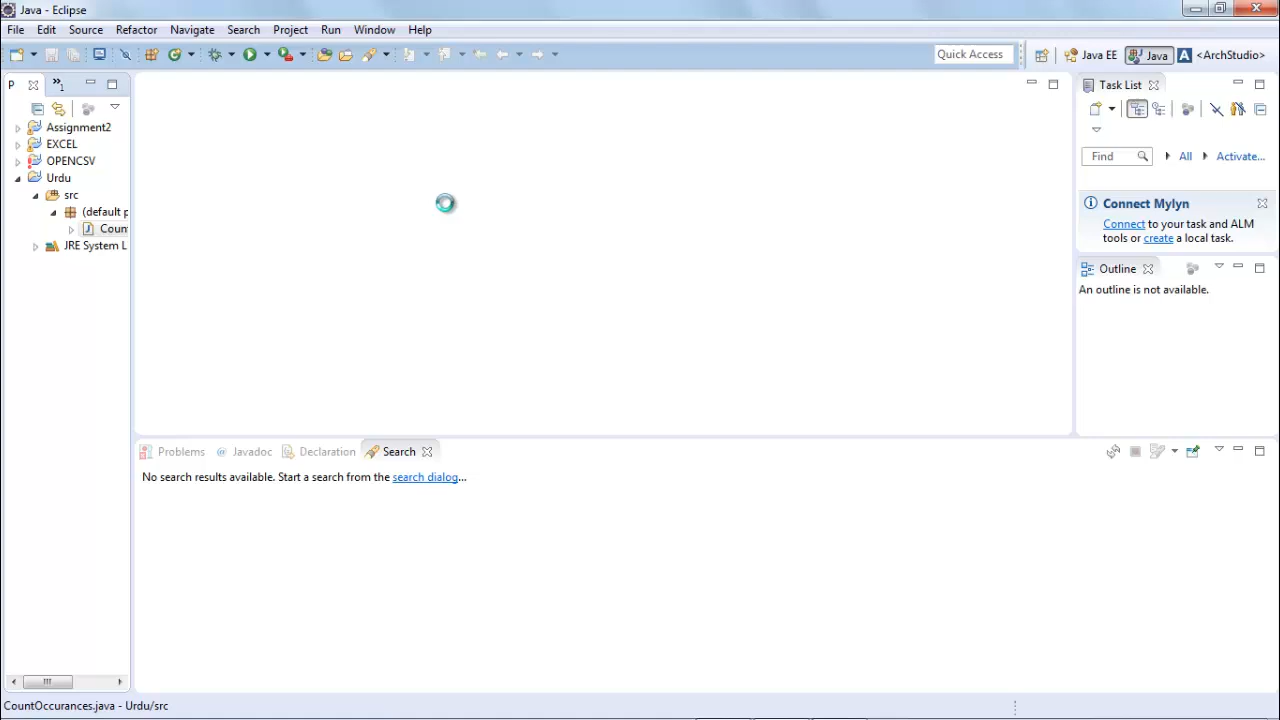 Java - Eclipse
File Edit Source Refactor Navigate Search Project Run Window Help
Quick Access Java EE Java <ArchStudio>
P »1
Task List
Assignment2
EXCEL
OPENCSV
Urdu
src
(default p
Coun
JRE System L
Find All Activate...
Connect Mylyn
Connect to your task and ALM
tools or create a local task.
Outline
An outline is not available.
Problems @ Javadoc Declaration Search
No search results available. Start a search from the search dialog...
CountOccurances.java - Urdu/src